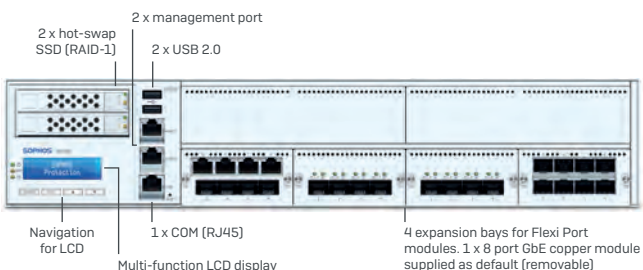 2 x management port
2 x hot-swap
SSD (RAID-1)
2 x USB 2.0
SOPHOS
Protection
Navigation
for LCD
1 x COM (RJ45)
Multi-function LCD display
4 expansion bays for Flexi Port
modules. 1 x 8 port GbE copper module
supplied as default (removable)